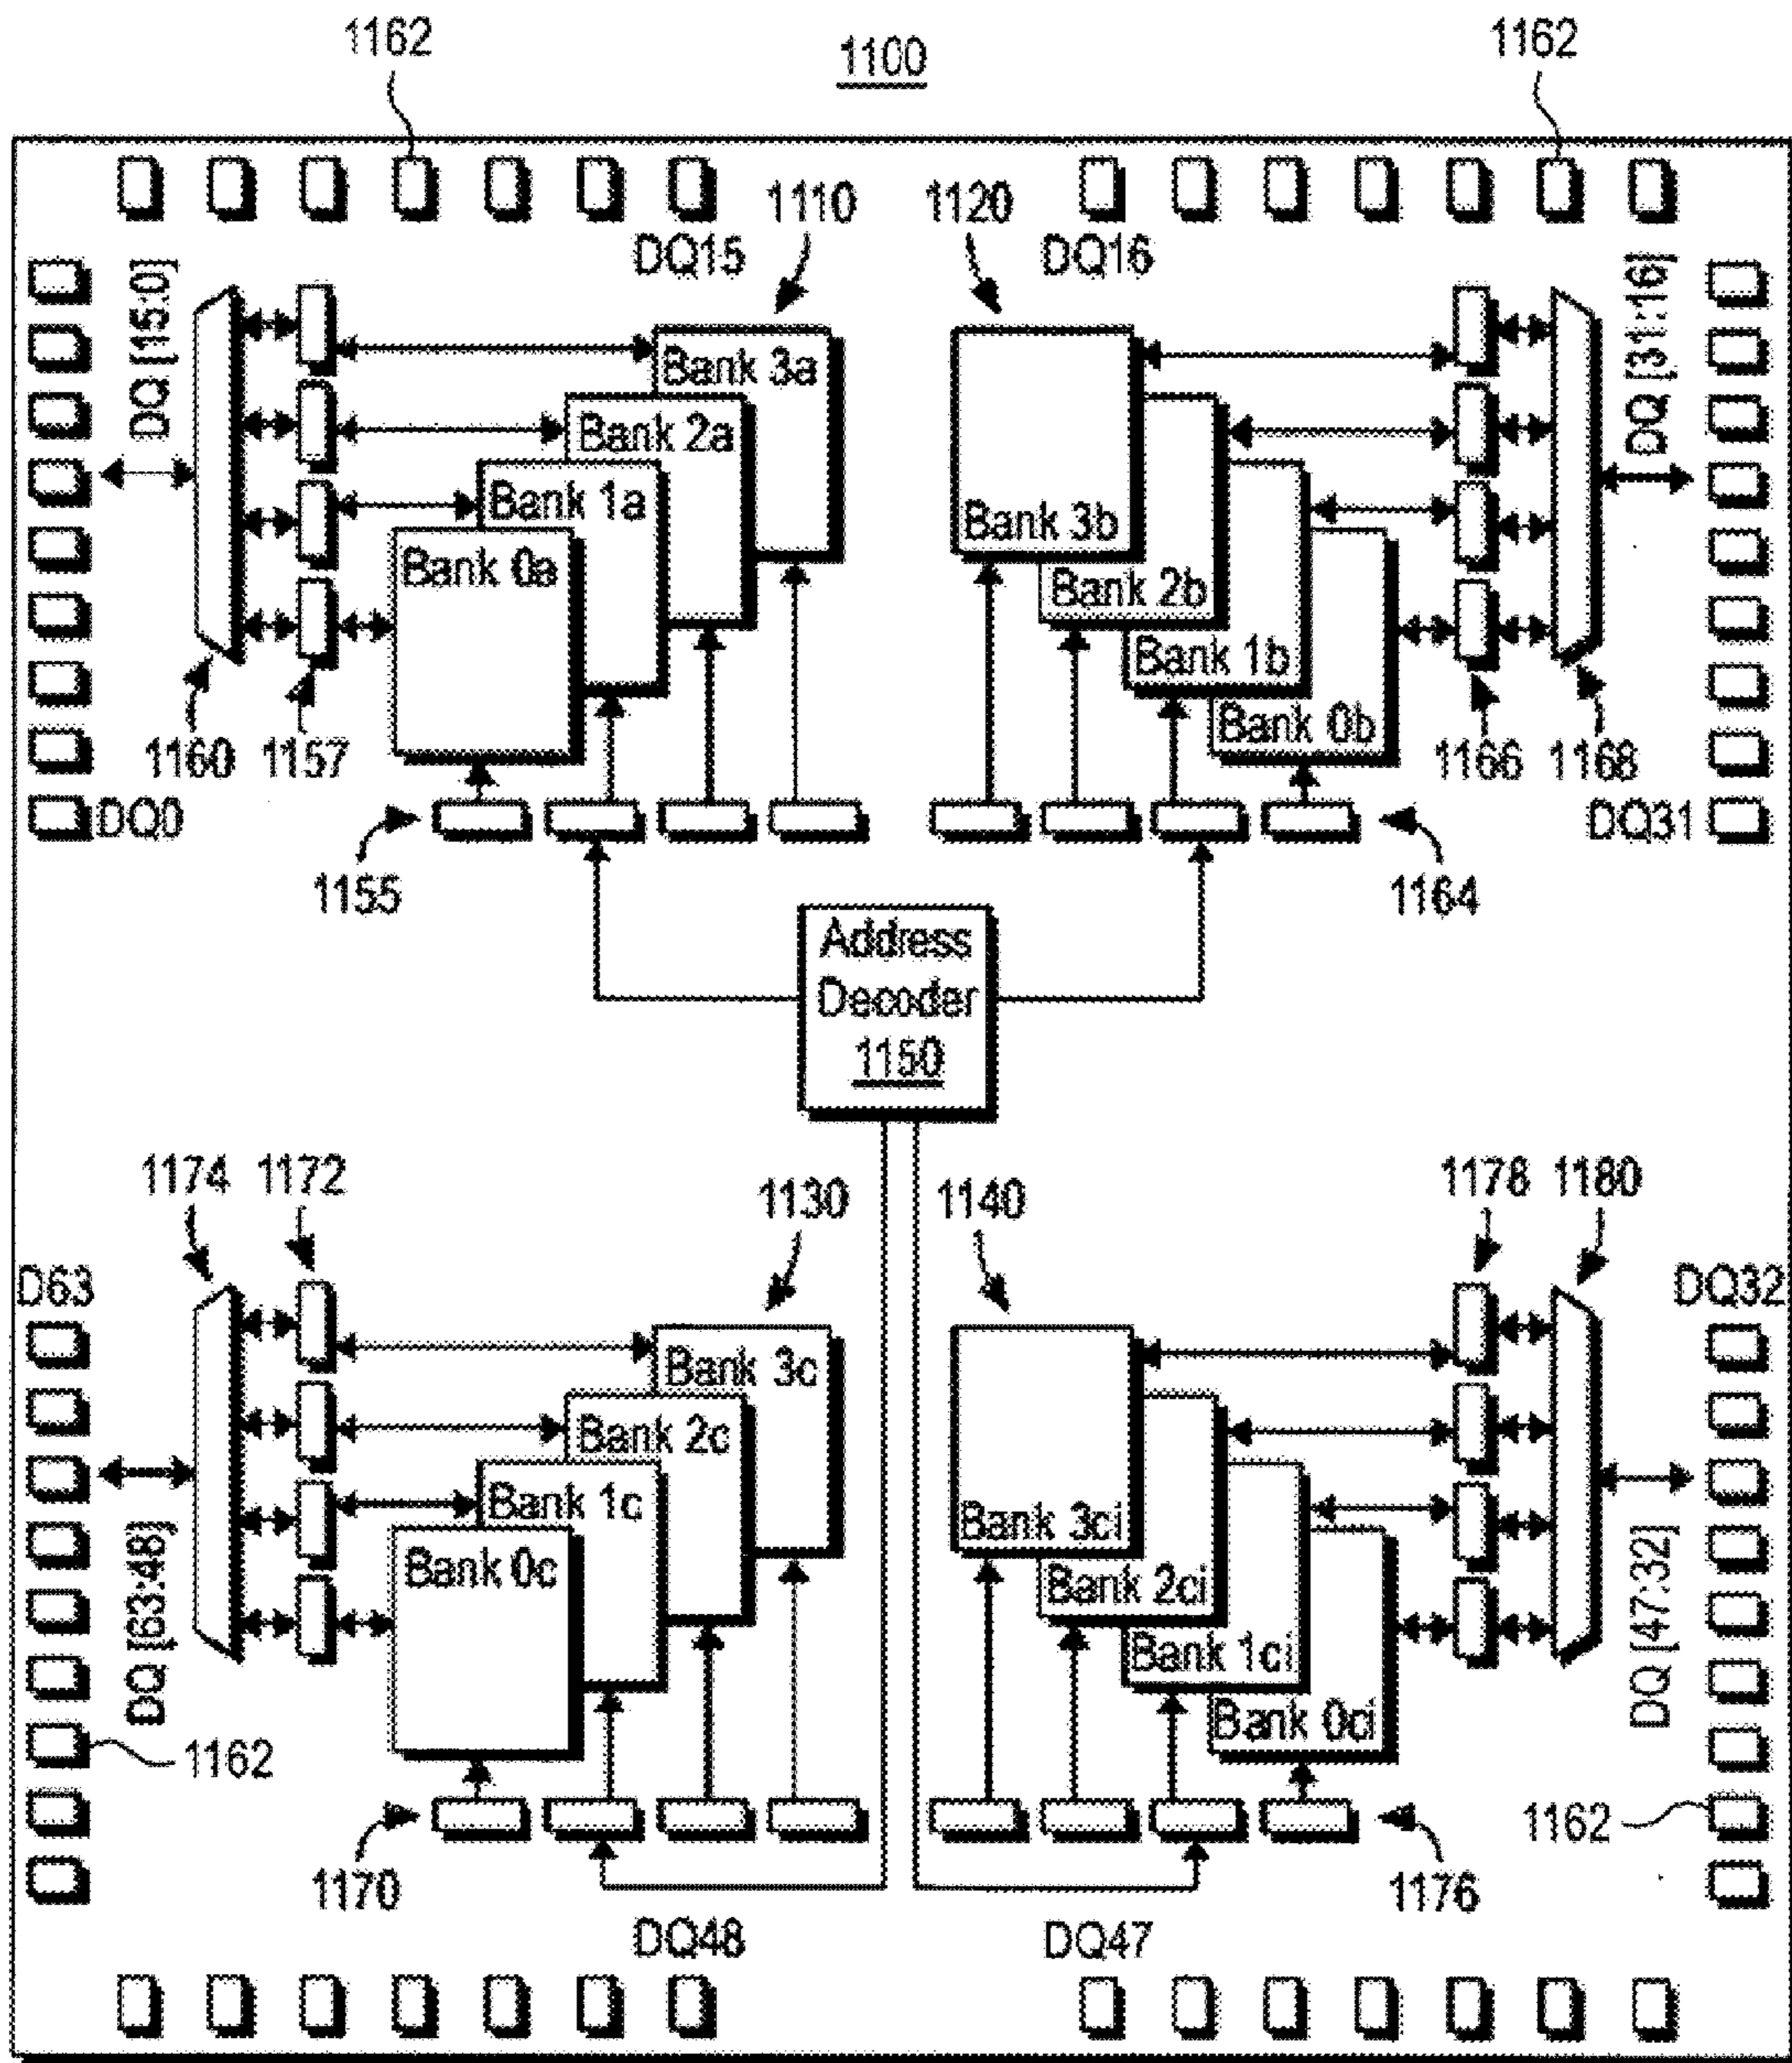 1162
1100
1162
1110
1120
DQ15
DQ16
DQ [15:0]
DQ [31:16]
Bank 3a
Bank 2a
Bank 1a
Bank 0a
Bank 3b
Bank 2b
Bank 1b
Bank 0b
1160
1157
1166
1168
DQ0
DQ31
1155
1164
Address
Decoder
1150
1174
1172
1130
1140
1178
1180
D63
DQ32
Bank 3c
Bank 2c
Bank 1c
Bank 0c
Bank 3ci
Bank 2ci
Bank 1ci
Bank 0ci
DQ [63:48]
DQ [47:32]
1162
1162
1170
1176
DQ48
DQ47